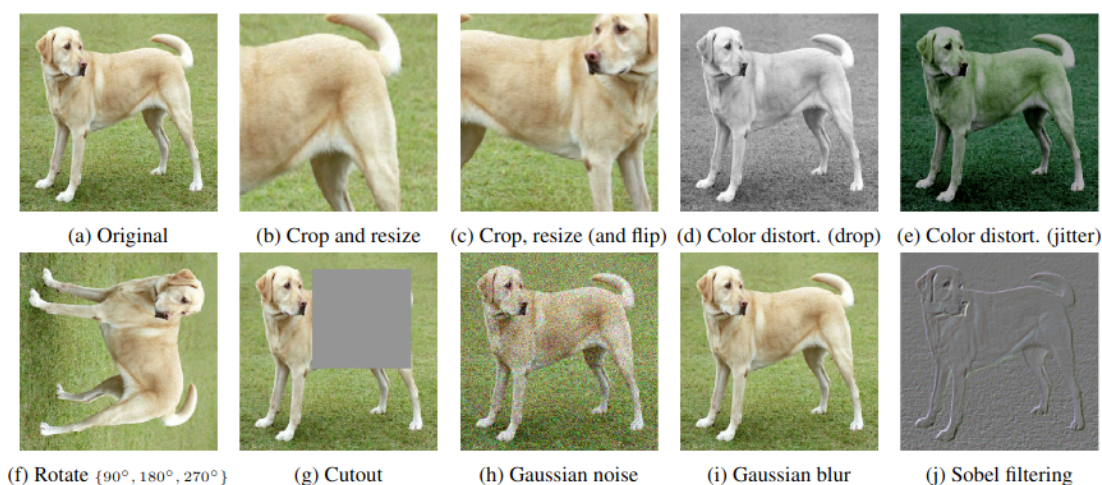 (a) Original
(b) Crop and resize
(c) Crop, resize (and flip)
(d) Color distort. (drop)
(e) Color distort. (jitter)
(f) Rotate {90°, 180°, 270°}
(g) Cutout
(h) Gaussian noise
(i) Gaussian blur
(j) Sobel filtering